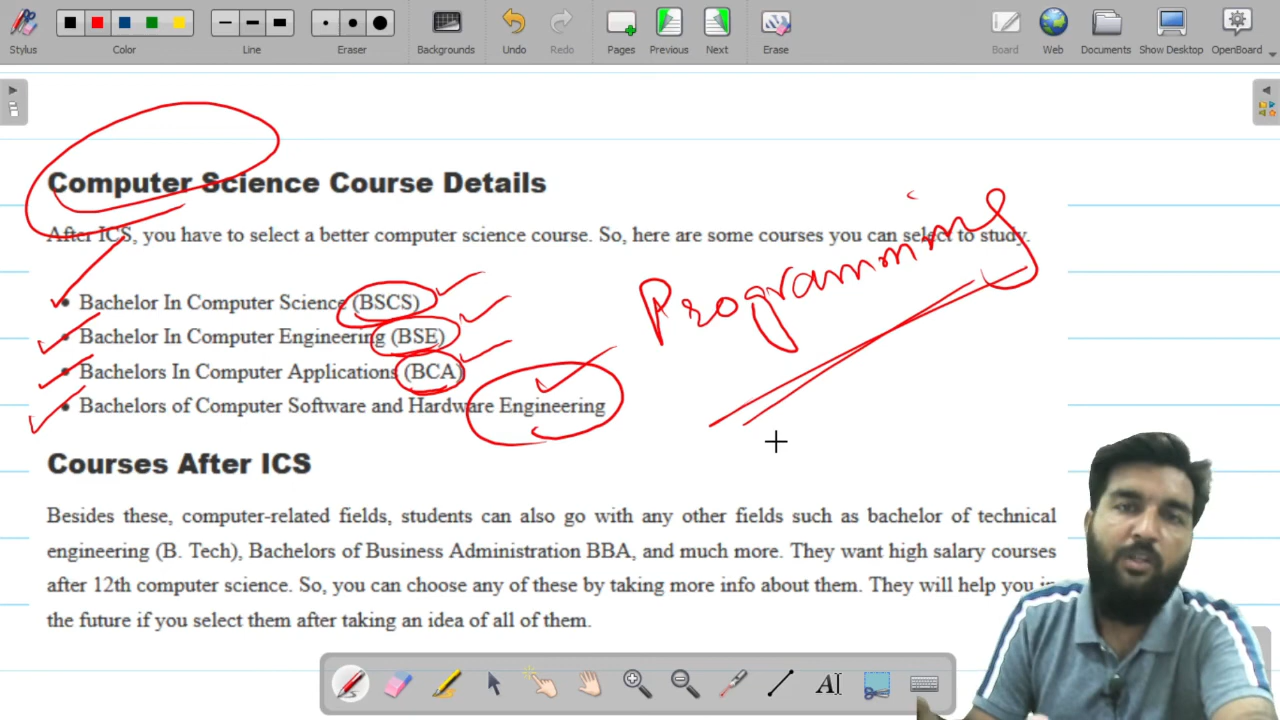 Stylus
Color
Line
Eraser
Backgrounds
Undo
Redo
Pages
Previous
Next
Erase
Board
Web
Documents
Show Desktop
OpenBoard
Computer Science Course Details
After ICS, you have to select a better computer science course. So, here are some courses you can select to study.
• Bachelor In Computer Science (BSCS)
• Bachelor In Computer Engineering (BSE)
• Bachelors In Computer Applications (BCA)
• Bachelors of Computer Software and Hardware Engineering
Programming
Courses After ICS
Besides these, computer-related fields, students can also go with any other fields such as bachelor of technical
engineering (B. Tech), Bachelors of Business Administration BBA, and much more. They want high salary courses
after 12th computer science. So, you can choose any of these by taking more info about them. They will help you in
the future if you select them after taking an idea of all of them.
AI